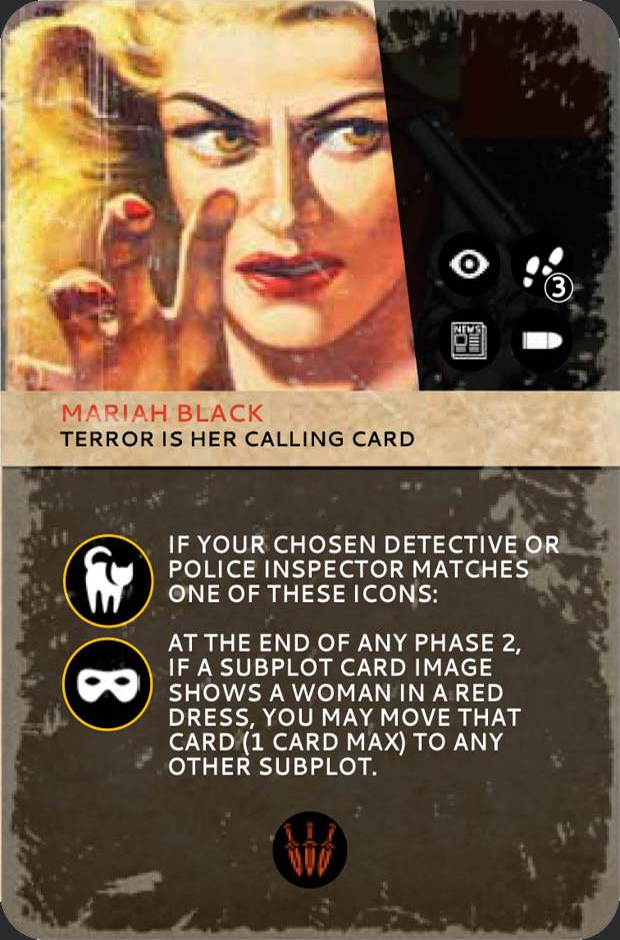 3
NEWS
MARIAH BLACK
TERROR IS HER CALLING CARD
IF YOUR CHOSEN DETECTIVE OR
POLICE INSPECTOR MATCHES
ONE OF THESE ICONS:
AT THE END OF ANY PHASE 2,
IF A SUBPLOT CARD IMAGE
SHOWS A WOMAN IN A RED
DRESS, YOU MAY MOVE THAT
CARD (1 CARD MAX) TO ANY
OTHER SUBPLOT.